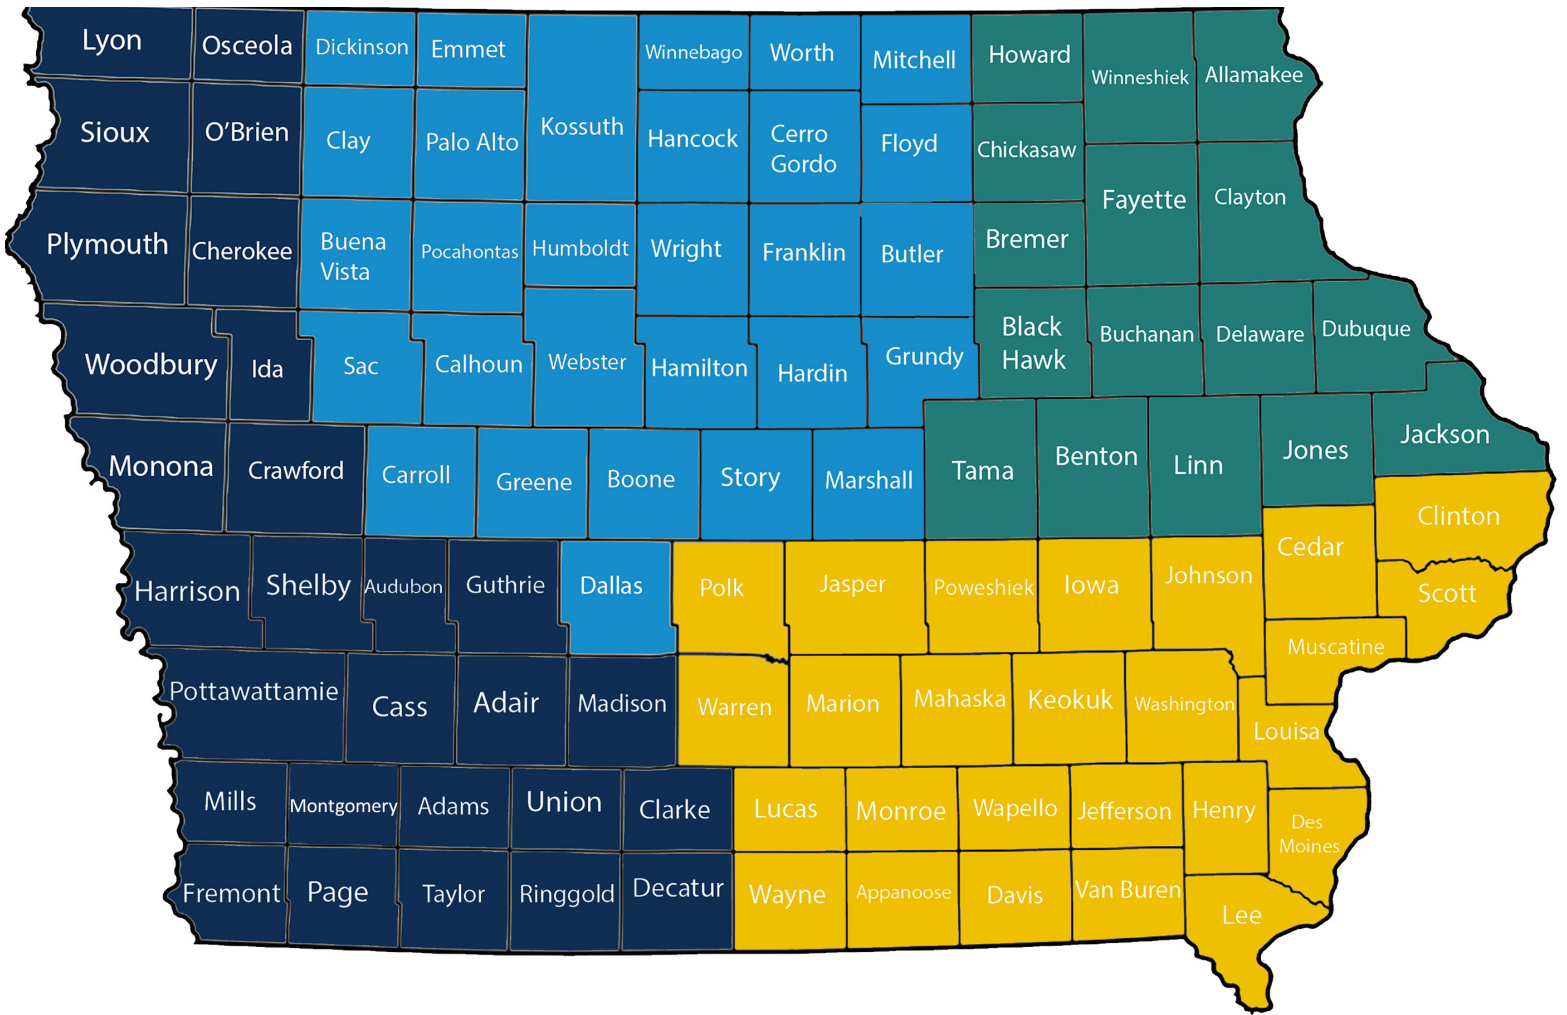 Lyon
Osceola
Dickinson
Emmet
Winnebago
Worth
Mitchell
Howard
Winneshiek
Allamakee
Sioux
O'Brien
Clay
Palo Alto
Kossuth
Hancock
Cerro
Gordo
Floyd
Chickasaw
Fayette
Clayton
Plymouth
Cherokee
Buena
Vista
Pocahontas
Humboldt
Wright
Franklin
Butler
Bremer
Woodbury
Ida
Sac
Calhoun
Webster
Hamilton
Hardin
Grundy
Black
Hawk
Buchanan
Delaware
Dubuque
Monona
Crawford
Carroll
Greene
Boone
Story
Marshall
Tama
Benton
Linn
Jones
Jackson
Clinton
Harrison
Shelby
Audubon
Guthrie
Dallas
Polk
Jasper
Poweshiek
Iowa
Johnson
Cedar
Scott
Muscatine
Pottawattamie
Cass
Adair
Madison
Warren
Marion
Mahaska
Keokuk
Washington
Louisa
Mills
Montgomery
Adams
Union
Clarke
Lucas
Monroe
Wapello
Jefferson
Henry
Des
Moines
Fremont
Page
Taylor
Ringgold
Decatur
Wayne
Appanoose
Davis
Van Buren
Lee